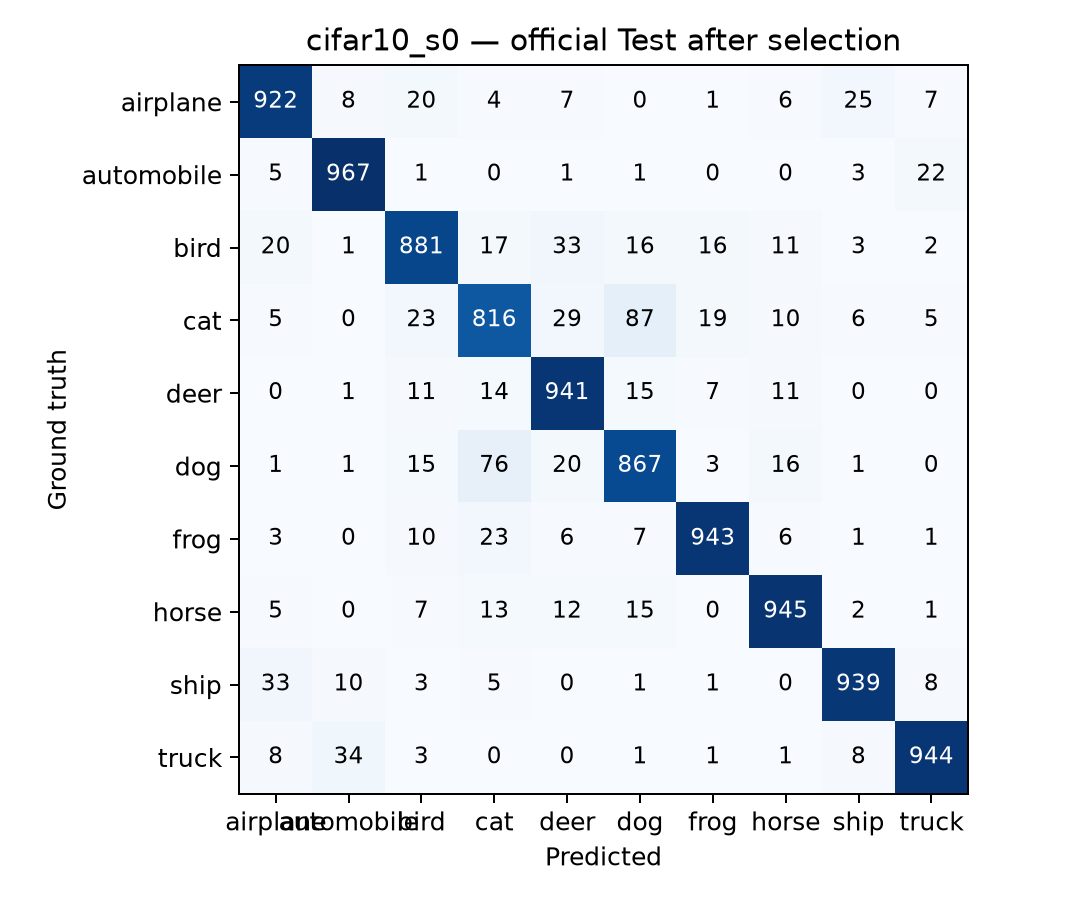 cifar10_s0 — official Test after selection
Ground truth
airplane 922 8 20 4 7 0 1 6 25 7
automobile 5 967 1 0 1 1 0 0 3 22
bird 20 1 881 17 33 16 16 11 3 2
cat 5 0 23 816 29 87 19 10 6 5
deer 0 1 11 14 941 15 7 11 0 0
dog 1 1 15 76 20 867 3 16 1 0
frog 3 0 10 23 6 7 943 6 1 1
horse 5 0 7 13 12 15 0 945 2 1
ship 33 10 3 5 0 1 1 0 939 8
truck 8 34 3 0 0 1 1 1 8 944
airplane automobile bird cat deer dog frog horse ship truck
Predicted